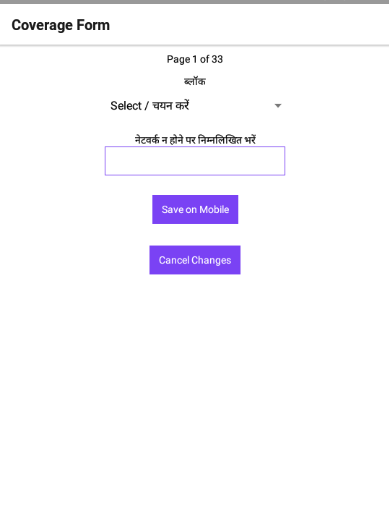 Coverage Form
Page 1 of 33
ब्लॉक
Select / चयन करें
नेटवर्क न होने पर निम्नलिखित भरें
Save on Mobile
Cancel Changes